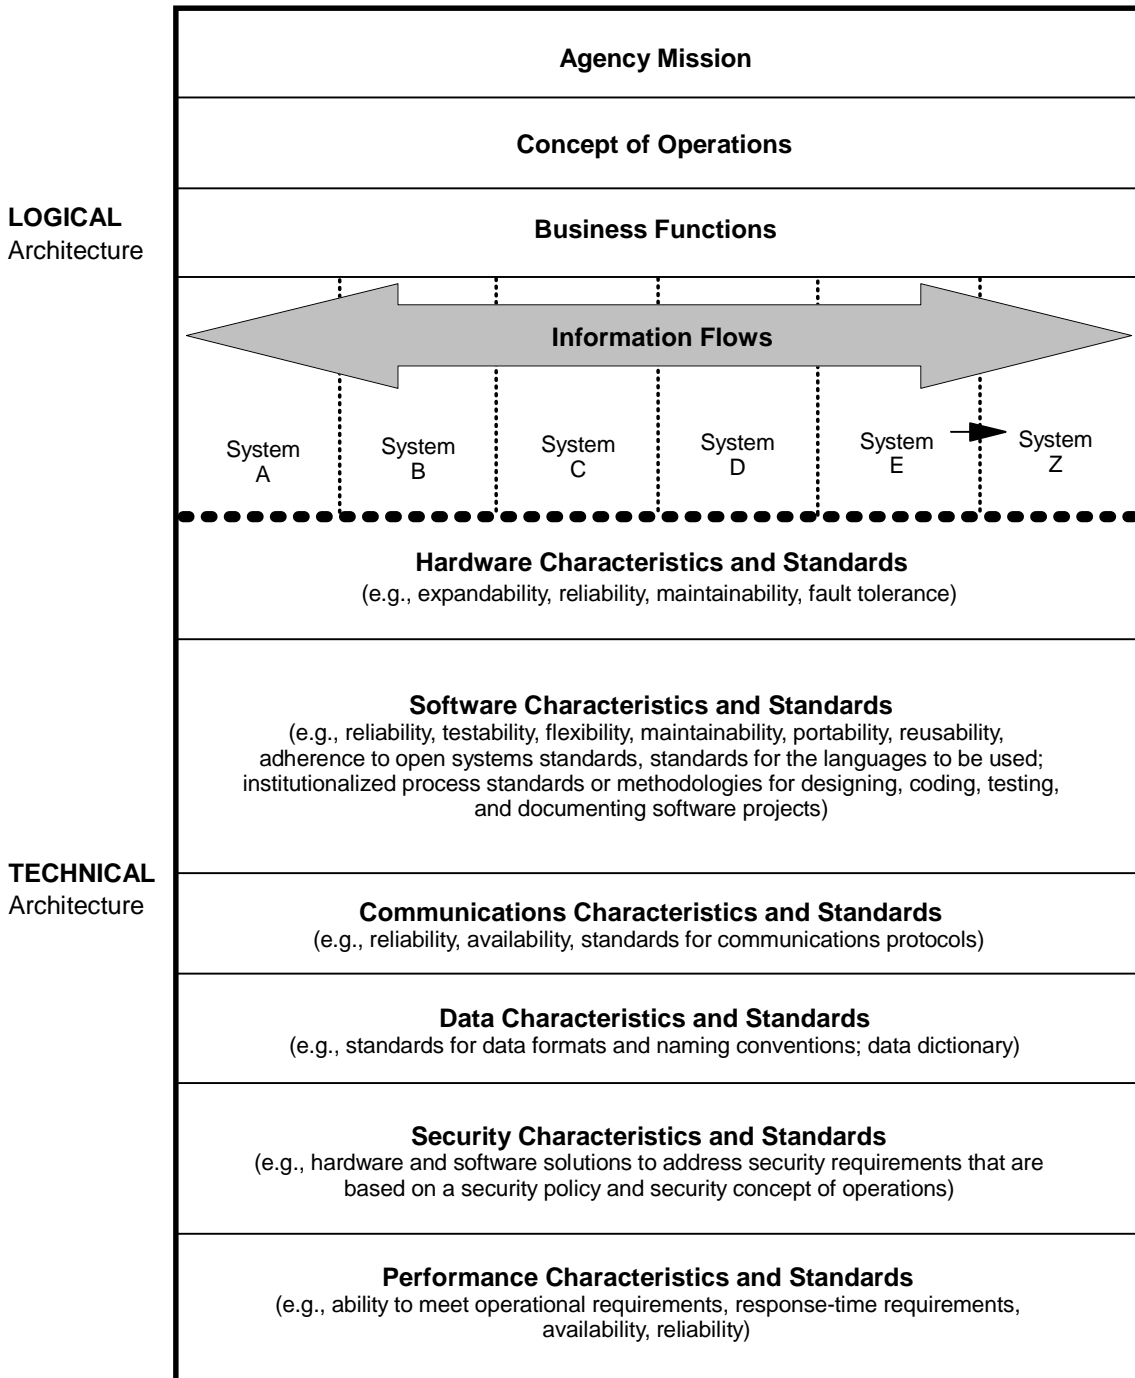 Agency Mission
Concept of Operations
LOGICAL
Architecture
Business Functions
Information Flows
System
A
System
B
System
C
System
D
System
E
System
Z
Hardware Characteristics and Standards
(e.g., expandability, reliability, maintainability, fault tolerance)
Software Characteristics and Standards
(e.g., reliability, testability, flexibility, maintainability, portability, reusability,
adherence to open systems standards, standards for the languages to be used;
institutionalized process standards or methodologies for designing, coding, testing,
and documenting software projects)
TECHNICAL
Architecture
Communications Characteristics and Standards
(e.g., reliability, availability, standards for communications protocols)
Data Characteristics and Standards
(e.g., standards for data formats and naming conventions; data dictionary)
Security Characteristics and Standards
(e.g., hardware and software solutions to address security requirements that are
based on a security policy and security concept of operations)
Performance Characteristics and Standards
(e.g., ability to meet operational requirements, response-time requirements,
availability, reliability)